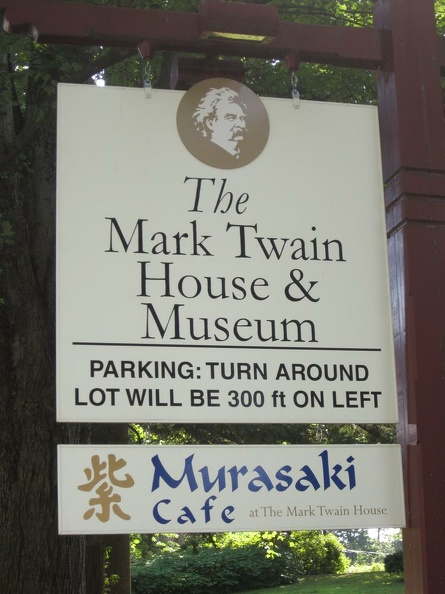 The
Mark Twain
House &
Museum
PARKING: TURN AROUND
LOT WILL BE 300 ft ON LEFT
紫 Murasaki
Cafe at The Mark Twain House